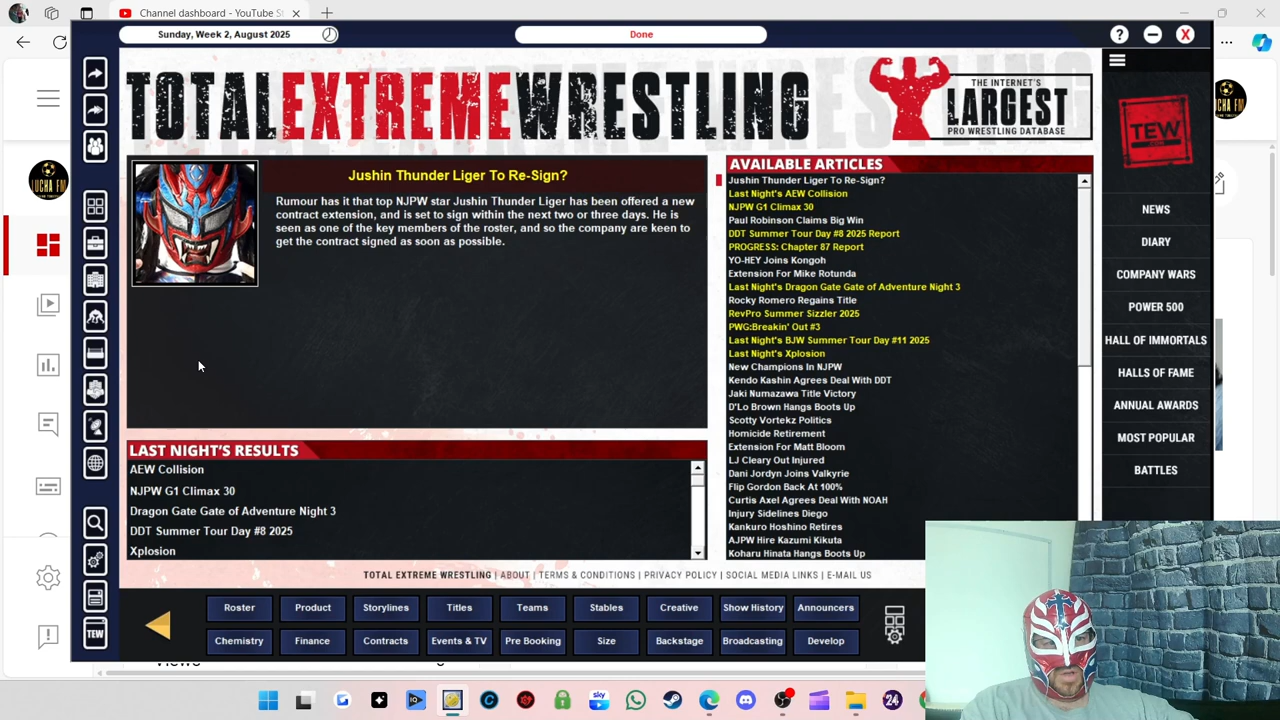 Channel dashboard - YouTube St
Sunday, Week 2, August 2025
Done
?
X
TOTALEXTREMEWRESTLING
THE INTERNET'S
LARGEST
PRO WRESTLING DATABASE
Jushin Thunder Liger To Re-Sign?
Rumour has it that top NJPW star Jushin Thunder Liger has been offered a new
contract extension, and is set to sign within the next two or three days. He is
seen as one of the key members of the roster, and so the company are keen to
get the contract signed as soon as possible.
LAST NIGHT'S RESULTS
AEW Collision
NJPW G1 Climax 30
Dragon Gate Gate of Adventure Night 3
DDT Summer Tour Day #8 2025
Xplosion
AVAILABLE ARTICLES
Jushin Thunder Liger To Re-Sign?
Last Night's AEW Collision
NJPW G1 Climax 30
Paul Robinson Claims Big Win
DDT Summer Tour Day #8 2025 Report
PROGRESS: Chapter 87 Report
YO-HEY Joins Kongoh
Extension For Mike Rotunda
Last Night's Dragon Gate Gate of Adventure Night 3
Rocky Romero Regains Title
RevPro Summer Sizzler 2025
PWG:Breakin' Out #3
Last Night's BJW Summer Tour Day #11 2025
Last Night's Xplosion
New Champions In NJPW
Kendo Kashin Agrees Deal With DDT
Jaki Numazawa Title Victory
D'Lo Brown Hangs Boots Up
Scotty Vortekz Politics
Homicide Retirement
Extension For Matt Bloom
LJ Cleary Out Injured
Dani Jordyn Joins Valkyrie
Flip Gordon Back At 100%
Curtis Axel Agrees Deal With NOAH
Injury Sidelines Diego
Kankuro Hoshino Retires
AJPW Hire Kazumi Kikuta
Koharu Hinata Hangs Boots Up
TEW
NEWS
DIARY
COMPANY WARS
POWER 500
HALL OF IMMORTALS
HALLS OF FAME
ANNUAL AWARDS
MOST POPULAR
BATTLES
TOTAL EXTREME WRESTLING | ABOUT | TERMS & CONDITIONS | PRIVACY POLICY | SOCIAL MEDIA LINKS | E-MAIL US
Roster
Product
Storylines
Titles
Teams
Stables
Creative
Show History
Announcers
Chemistry
Finance
Contracts
Events & TV
Pre Booking
Size
Backstage
Broadcasting
Develop
TEW
LUCHA FM
UCHA FM
Views
sky
24